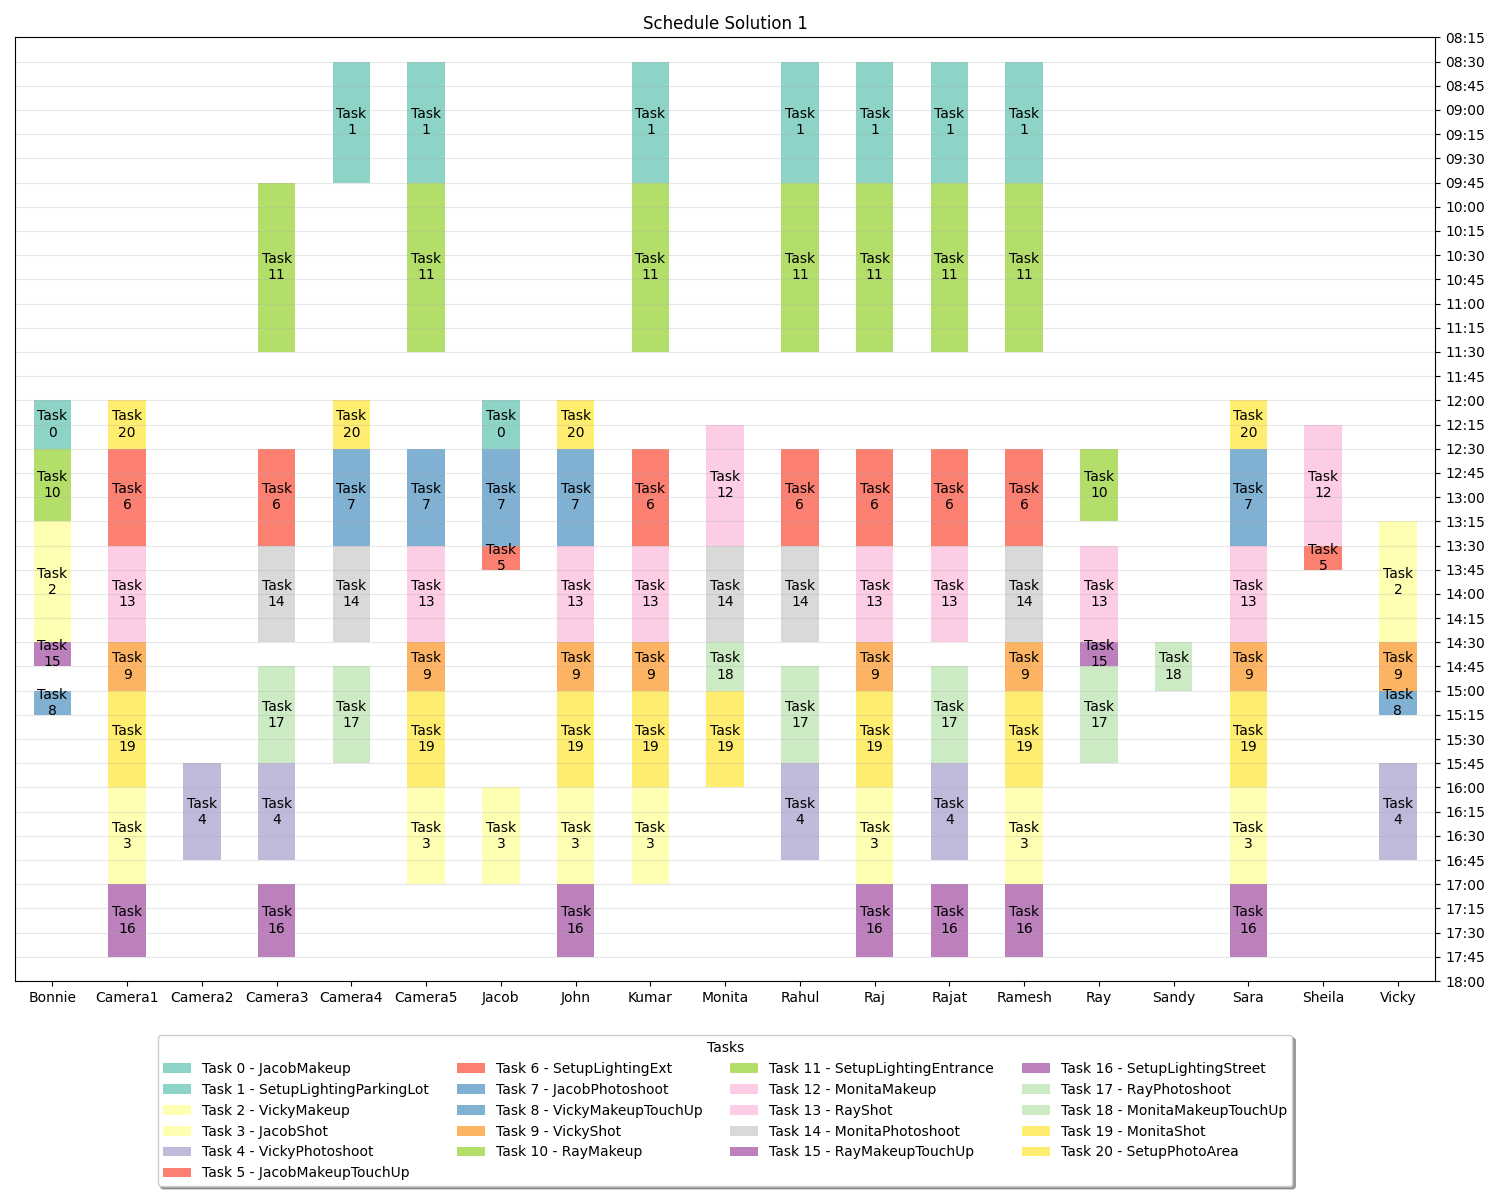 Schedule Solution 1
Task
0
Task
10
Task
2
Task
15
Task
8
Task
20
Task
6
Task
13
Task
9
Task
19
Task
3
Task
16
Task
4
Task
11
Task
6
Task
14
Task
17
Task
4
Task
16
Task
1
Task
20
Task
7
Task
14
Task
17
Task
1
Task
11
Task
7
Task
13
Task
9
Task
19
Task
3
Task
0
Task
7
Task
5
Task
3
Task
20
Task
7
Task
13
Task
9
Task
19
Task
3
Task
16
Task
1
Task
11
Task
6
Task
13
Task
9
Task
19
Task
3
Task
12
Task
14
Task
18
Task
19
Task
1
Task
11
Task
6
Task
14
Task
17
Task
4
Task
1
Task
11
Task
6
Task
13
Task
9
Task
19
Task
3
Task
16
Task
1
Task
11
Task
6
Task
13
Task
17
Task
4
Task
16
Task
1
Task
11
Task
6
Task
14
Task
9
Task
19
Task
3
Task
16
Task
10
Task
13
Task
15
Task
17
Task
18
Task
20
Task
7
Task
13
Task
9
Task
19
Task
3
Task
16
Task
12
Task
5
Task
2
Task
9
Task
8
Task
4
08:15
08:30
08:45
09:00
09:15
09:30
09:45
10:00
10:15
10:30
10:45
11:00
11:15
11:30
11:45
12:00
12:15
12:30
12:45
13:00
13:15
13:30
13:45
14:00
14:15
14:30
14:45
15:00
15:15
15:30
15:45
16:00
16:15
16:30
16:45
17:00
17:15
17:30
17:45
18:00
Bonnie Camera1 Camera2 Camera3 Camera4 Camera5 Jacob John Kumar Monita Rahul Raj Rajat Ramesh Ray Sandy Sara Sheila Vicky
Tasks
Task 0 - JacobMakeup
Task 1 - SetupLightingParkingLot
Task 2 - VickyMakeup
Task 3 - JacobShot
Task 4 - VickyPhotoshoot
Task 5 - JacobMakeupTouchUp
Task 6 - SetupLightingExt
Task 7 - JacobPhotoshoot
Task 8 - VickyMakeupTouchUp
Task 9 - VickyShot
Task 10 - RayMakeup
Task 11 - SetupLightingEntrance
Task 12 - MonitaMakeup
Task 13 - RayShot
Task 14 - MonitaPhotoshoot
Task 15 - RayMakeupTouchUp
Task 16 - SetupLightingStreet
Task 17 - RayPhotoshoot
Task 18 - MonitaMakeupTouchUp
Task 19 - MonitaShot
Task 20 - SetupPhotoArea